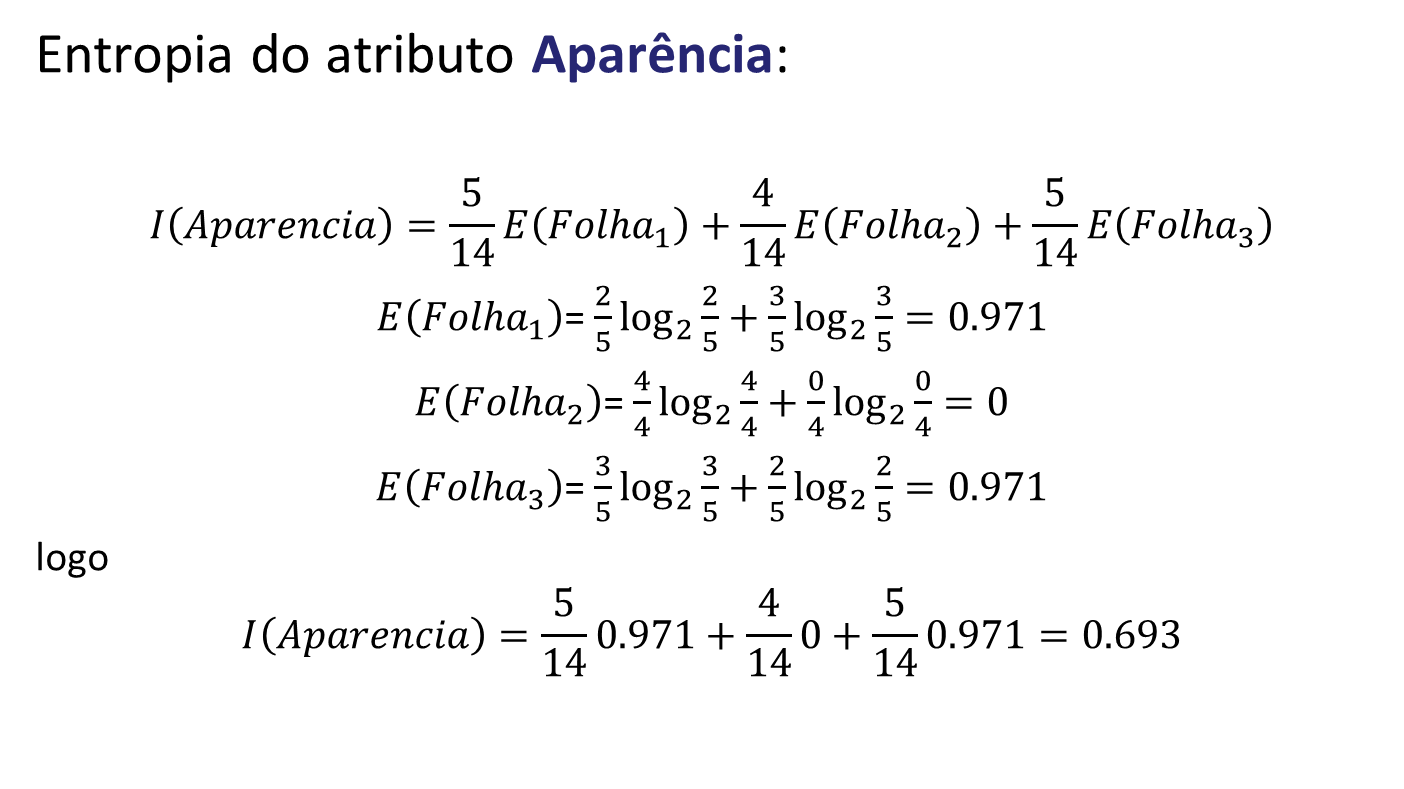 Entropia do atributo Aparência:
I(Aparencia) = 5/14 E(Folha₁) + 4/14 E(Folha₂) + 5/14 E(Folha₃)
E(Folha₁)= 2/5 log₂ 2/5 + 3/5 log₂ 3/5 = 0.971
E(Folha₂)= 4/4 log₂ 4/4 + 0/4 log₂ 0/4 = 0
E(Folha₃)= 3/5 log₂ 3/5 + 2/5 log₂ 2/5 = 0.971
logo
I(Aparencia) = 5/14 0.971 + 4/14 0 + 5/14 0.971 = 0.693